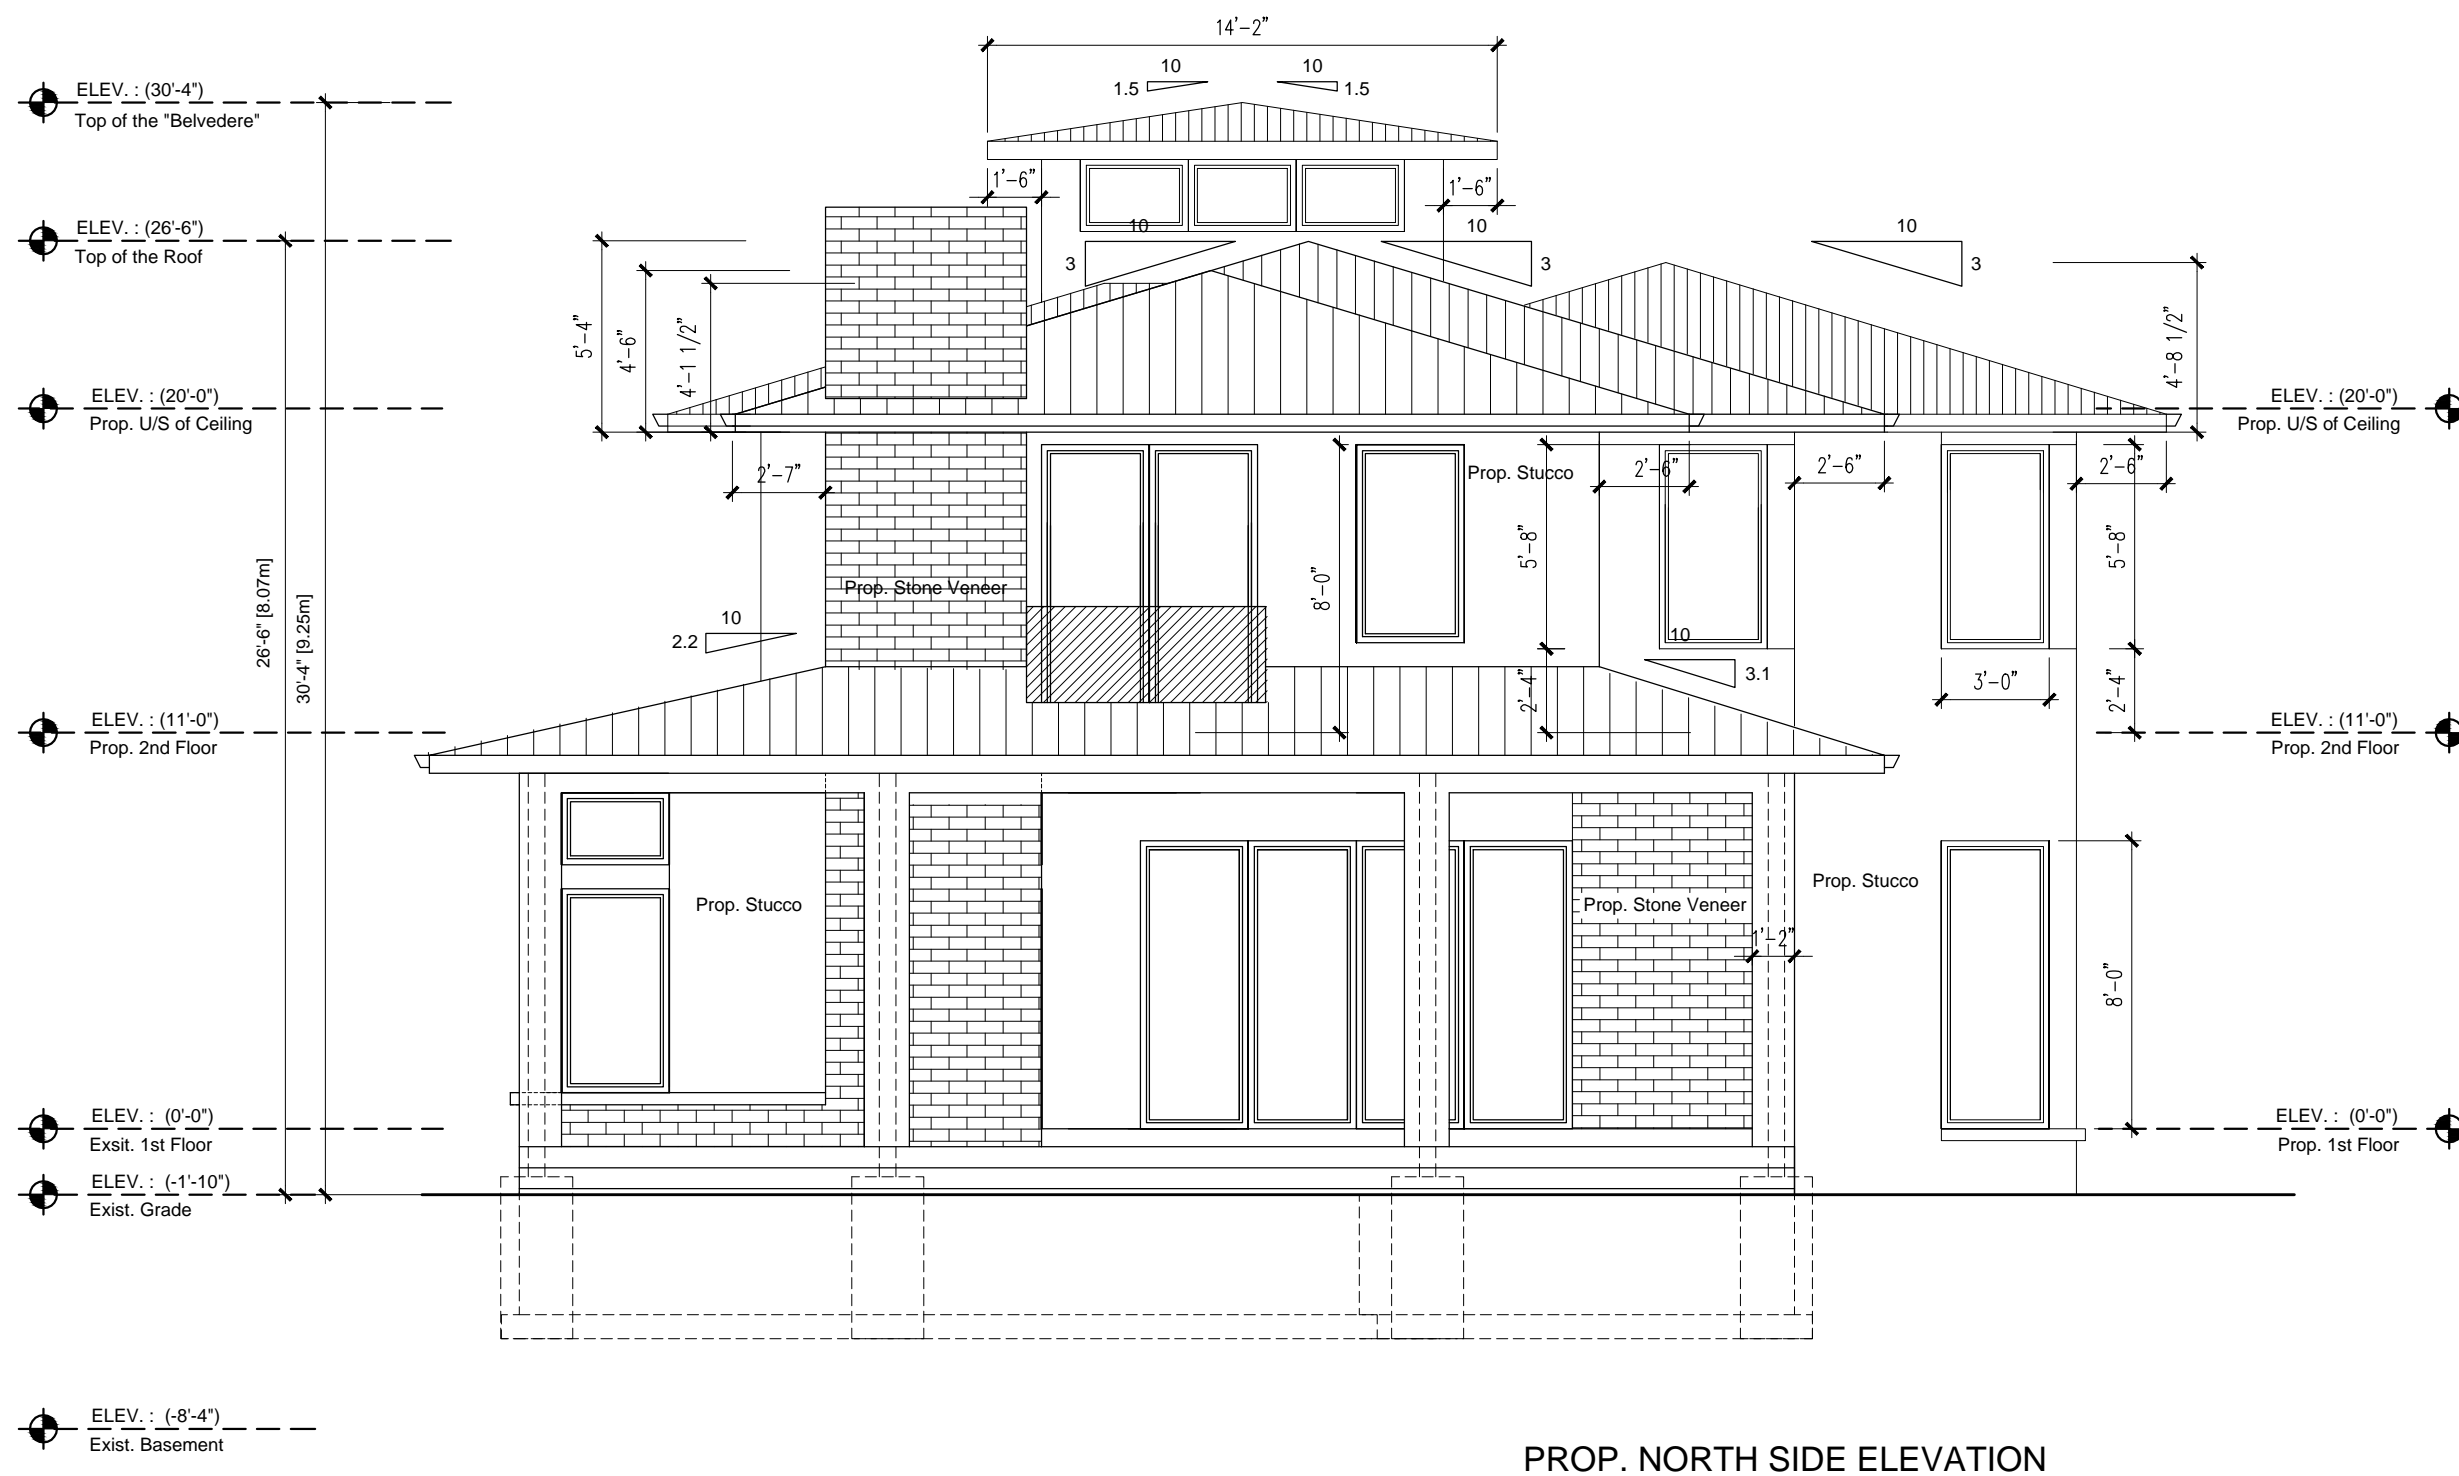 14'-2"
10
10
1.5
1.5
ELEV. : (30'-4")
Top of the "Belvedere"
1'-6"
1'-6"
ELEV. : (26'-6")
Top of the Roof
10
10
10
3
3
3
5'-4"
4'-6"
4'-1 1/2"
4'-8 1/2"
ELEV. : (20'-0")
Prop. U/S of Ceiling
ELEV. : (20'-0")
Prop. U/S of Ceiling
2'-7"
Prop. Stucco
2'-6"
2'-6"
2'-6"
5'-8"
5'-8"
8'-0"
Prop. Stone Veneer
26'-6" [8.07m]
30'-4" [9.25m]
10
2.2
10
3.1
2'-4"
3'-0"
2'-4"
ELEV. : (11'-0")
Prop. 2nd Floor
ELEV. : (11'-0")
Prop. 2nd Floor
Prop. Stucco
Prop. Stone Veneer
Prop. Stucco
1'-2"
8'-0"
ELEV. : (0'-0")
Exsit. 1st Floor
ELEV. : (0'-0")
Prop. 1st Floor
ELEV. : (-1'-10")
Exist. Grade
ELEV. : (-8'-4")
Exist. Basement
PROP. NORTH SIDE ELEVATION